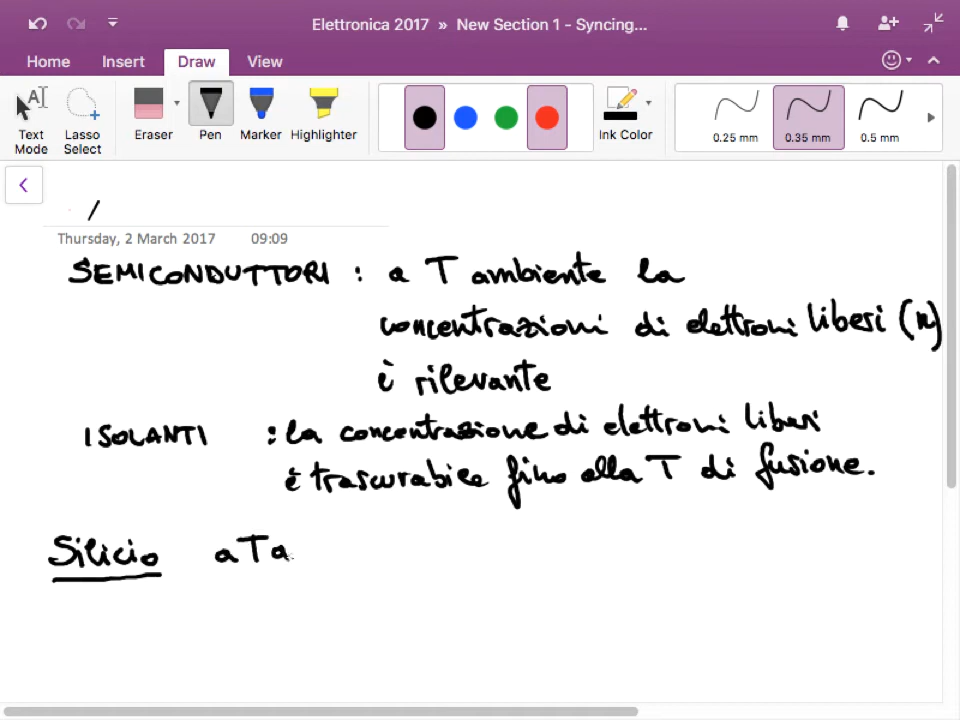 Elettronica 2017 » New Section 1 - Syncing...
Home Insert Draw View
Text Mode
Lasso Select
Eraser
Pen
Marker
Highlighter
Ink Color
0.25 mm
0.35 mm
0.5 mm
Thursday, 2 March 2017 09:09
SEMICONDUTTORI : a T ambiente la
concentrazioni di elettroni liberi (n)
è rilevante
ISOLANTI : la concentrazione di elettroni liberi
è trascurabile fino alla T di fusione.
Silicio a Ta